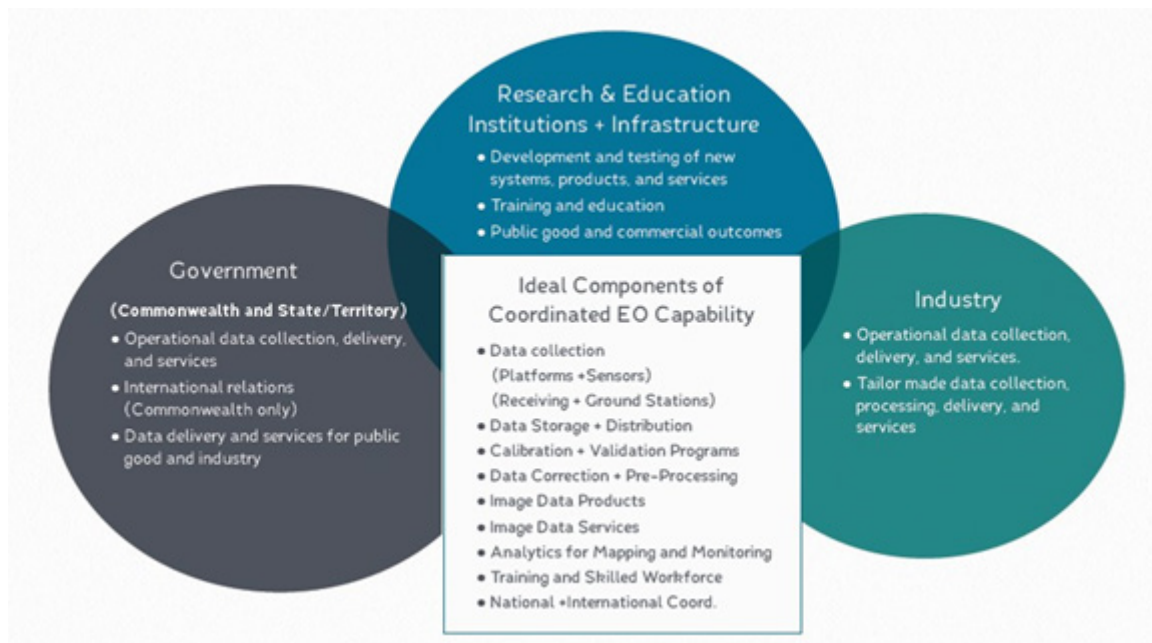 Research & Education
Institutions + Infrastructure
• Development and testing of new
systems, products, and services
• Training and education
• Public good and commercial outcomes
Government
(Commonwealth and State/Territory)
• Operational data collection, delivery,
and services
• International relations
(Commonwealth only)
• Data delivery and services for public
good and industry
Ideal Components of
Coordinated EO Capability
• Data collection
(Platforms +Sensors)
(Receiving + Ground Stations)
• Data Storage + Distribution
• Calibration + Validation Programs
• Data Correction + Pre-Processing
• Image Data Products
• Image Data Services
• Analytics for Mapping and Monitoring
• Training and Skilled Workforce
• National +International Coord.
Industry
• Operational data collection,
delivery, and services.
• Tailor made data collection,
processing, delivery, and
services